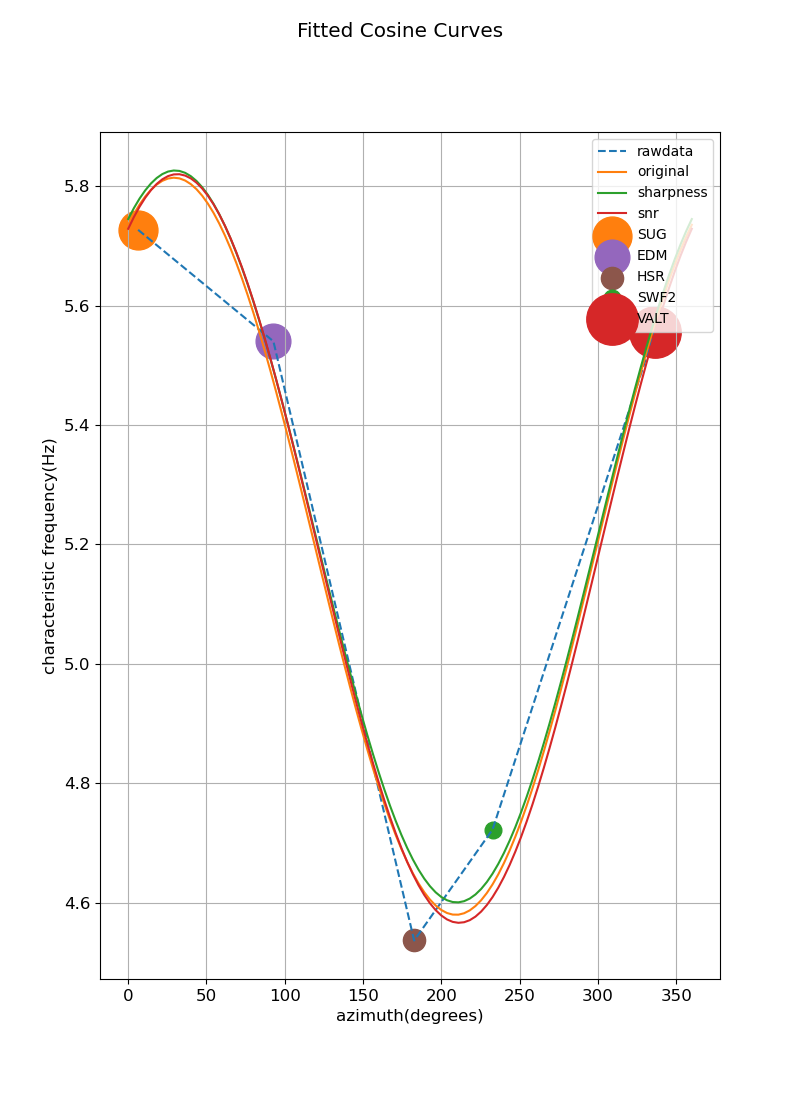 Fitted Cosine Curves
rawdata
original
sharpness
snr
SUG
EDM
HSR
SWF2
VALT
5.8
5.6
5.4
5.2
5.0
4.8
4.6
characteristic frequency(Hz)
0 50 100 150 200 250 300 350
azimuth(degrees)